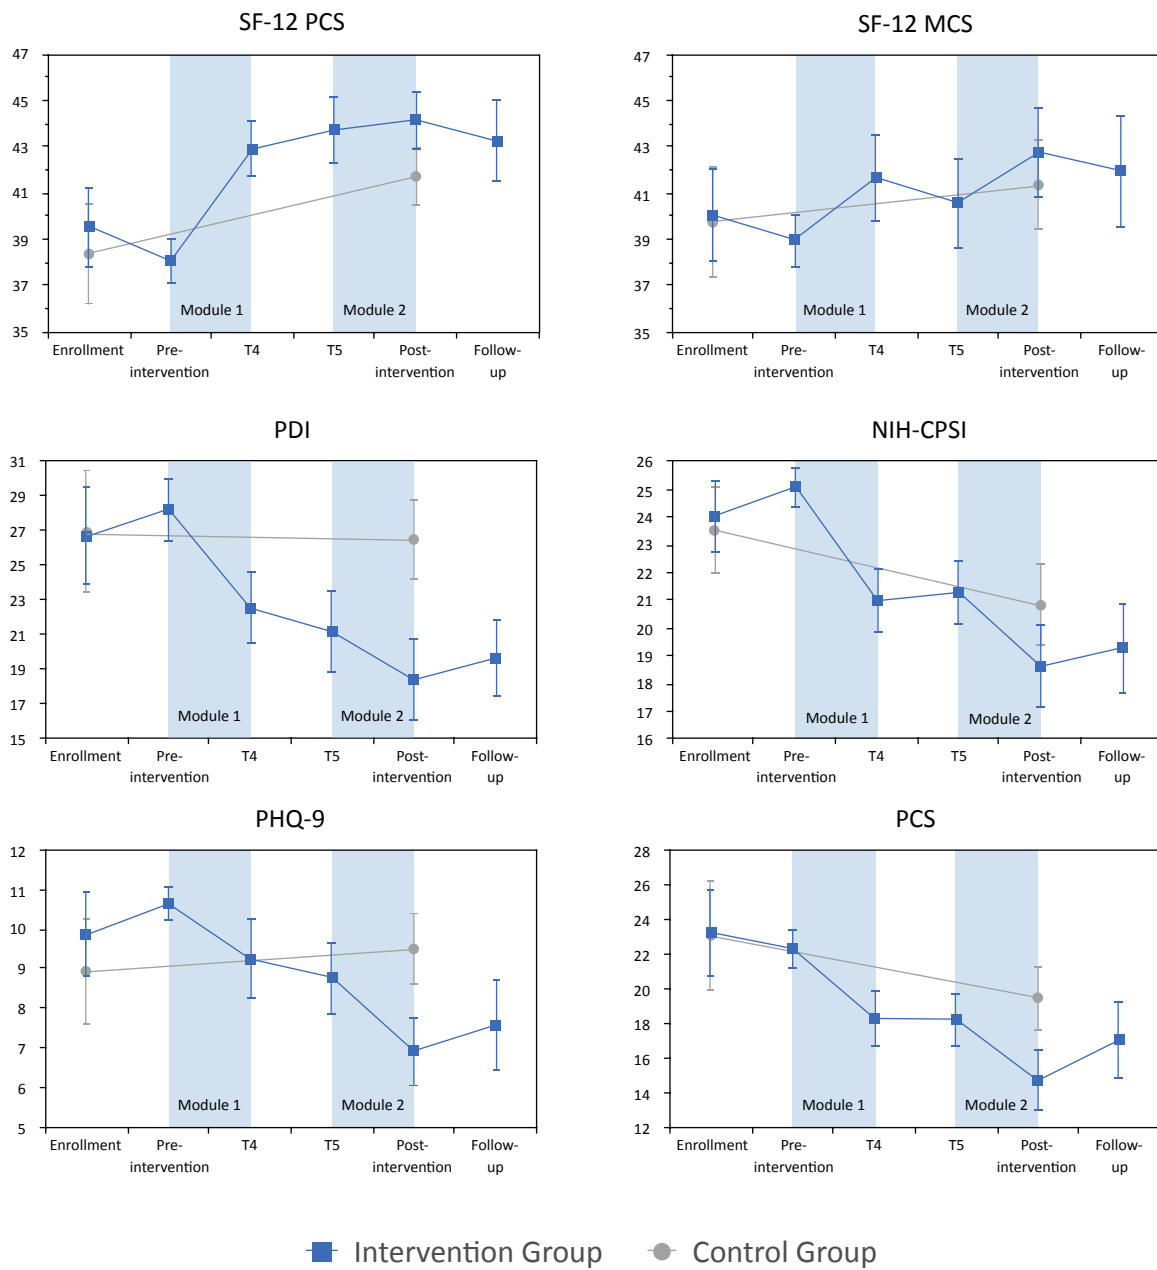 SF-12 PCS
47
45
43
41
39
37
35
Module 1
Module 2
Enrollment
Pre-
intervention
T4
T5
Post-
intervention
Follow-
up
SF-12 MCS
47
45
43
41
39
37
35
Module 1
Module 2
Enrollment
Pre-
intervention
T4
T5
Post-
intervention
Follow-
up
PDI
31
29
27
25
23
21
19
17
15
Module 1
Module 2
Enrollment
Pre-
intervention
T4
T5
Post-
intervention
Follow-
up
NIH-CPSI
26
25
24
23
22
21
20
19
18
17
16
Module 1
Module 2
Enrollment
Pre-
intervention
T4
T5
Post-
intervention
Follow-
up
PHQ-9
12
11
10
9
8
7
6
5
Module 1
Module 2
Enrollment
Pre-
intervention
T4
T5
Post-
intervention
Follow-
up
PCS
28
26
24
22
20
18
16
14
12
Module 1
Module 2
Enrollment
Pre-
intervention
T4
T5
Post-
intervention
Follow-
up
Intervention Group
Control Group